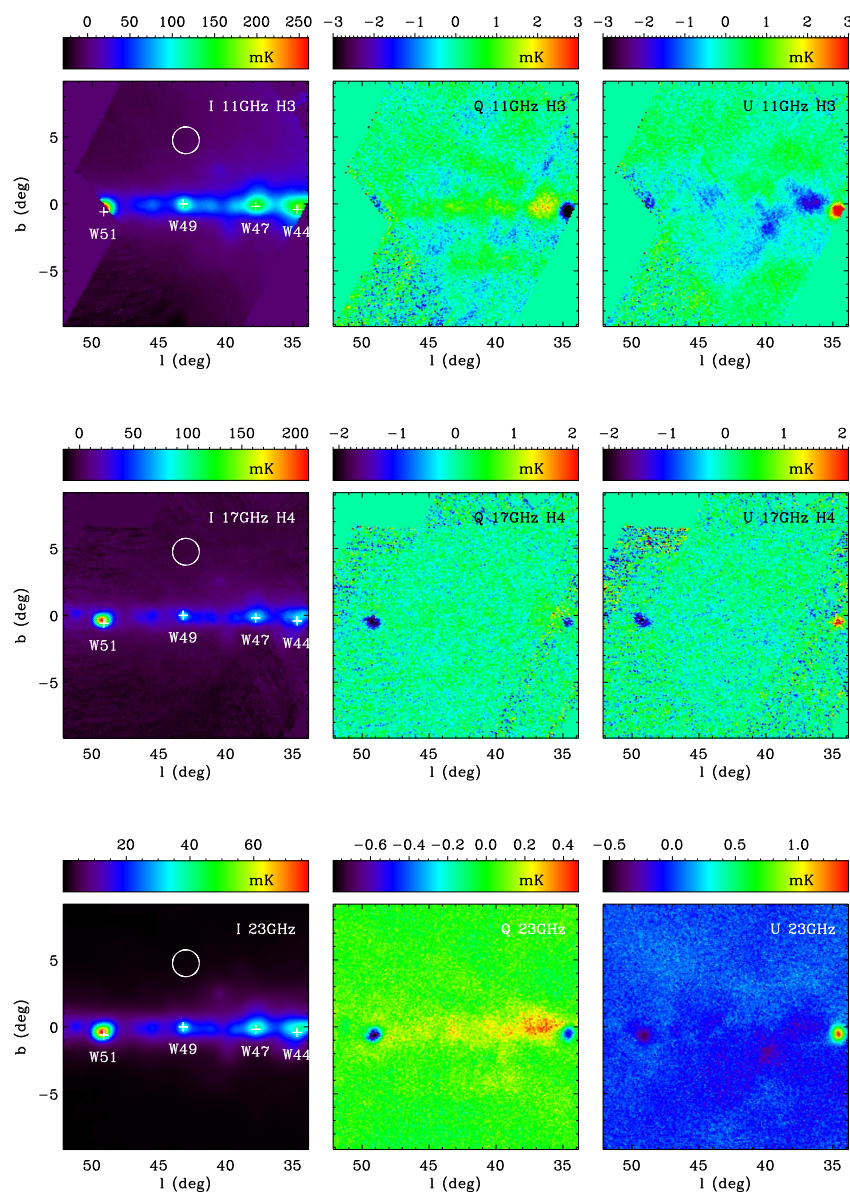 0 50 100 150 200 250
−3 −2 −1 0 1 2 3
−3 −2 −1 0 1 2 3
mK
mK
mK
I 11GHz H3
Q 11GHz H3
U 11GHz H3
5
0
−5
b (deg)
W51
W49
W47
W44
50 45 40 35
50 45 40 35
50 45 40 35
l (deg)
l (deg)
l (deg)
0 50 100 150 200
−2 −1 0 1 2
−2 −1 0 1 2
mK
mK
mK
I 17GHz H4
Q 17GHz H4
U 17GHz H4
5
0
−5
b (deg)
W51
W49
W47
W44
50 45 40 35
50 45 40 35
50 45 40 35
l (deg)
l (deg)
l (deg)
20 40 60
−0.6 −0.4 −0.2 0.0 0.2 0.4
−0.5 0.0 0.5 1.0
mK
mK
mK
I 23GHz
Q 23GHz
U 23GHz
5
0
−5
b (deg)
W51
W49
W47
W44
50 45 40 35
50 45 40 35
50 45 40 35
l (deg)
l (deg)
l (deg)